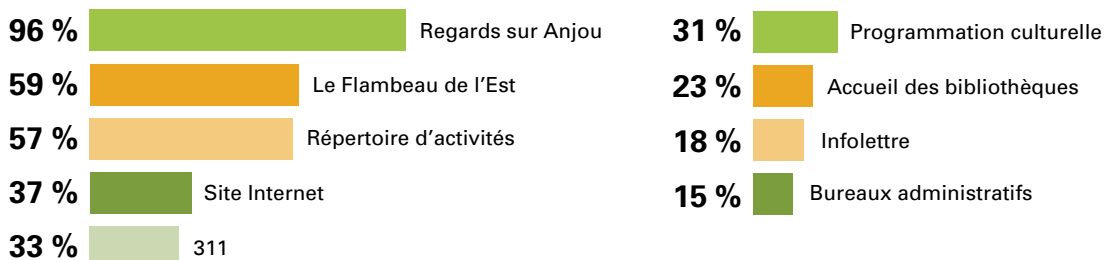 96 % Regards sur Anjou
59 % Le Flambeau de l'Est
57 % Répertoire d'activités
37 % Site Internet
33 % 311
31 % Programmation culturelle
23 % Accueil des bibliothèques
18 % Infolettre
15 % Bureaux administratifs